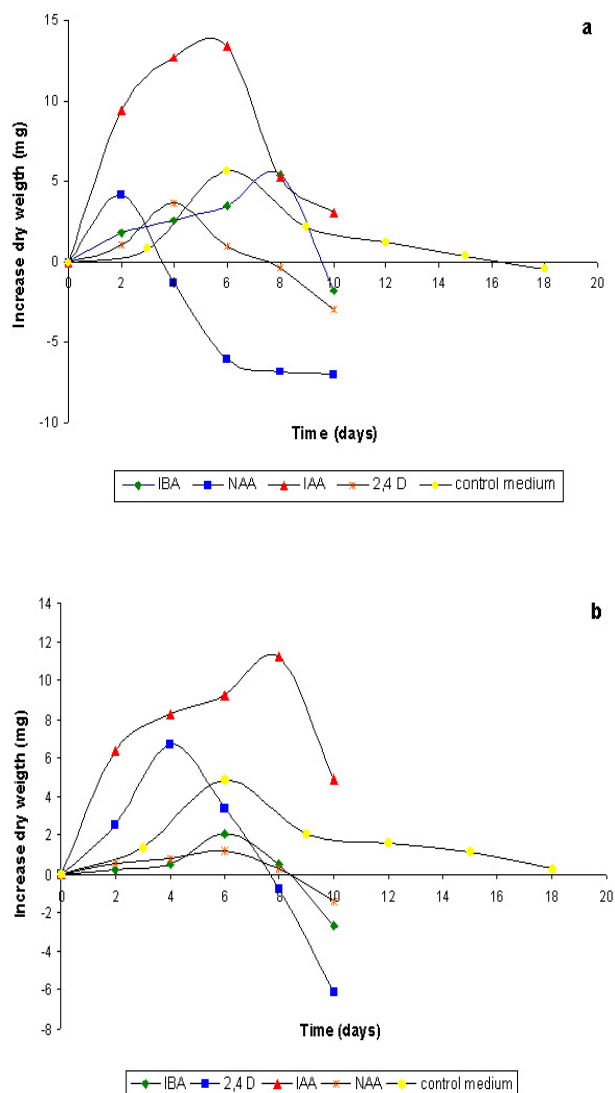 a
15
10
5
0
-5
-10
0 2 4 6 8 10 12 14 16 18 20
Increase dry weigth (mg)
Time (days)
IBA NAA IAA 2,4 D control medium
b
14
12
10
8
6
4
2
0
-2
-4
-6
-8
0 2 4 6 8 10 12 14 16 18 20
Increase dry weigth (mg)
Time (days)
IBA 2,4 D IAA NAA control medium